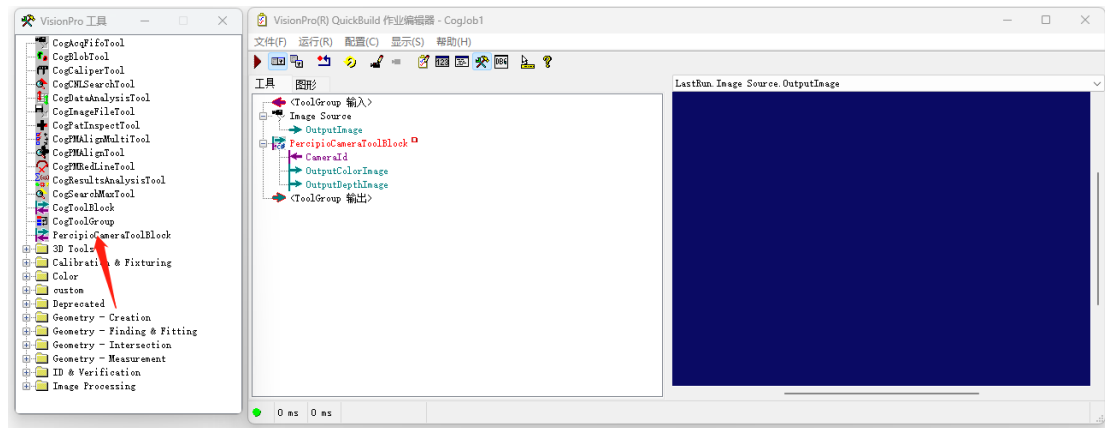 VisionPro 工具
CogAcqFifoTool
CogBlobTool
CogCaliperTool
CogCNLSearchTool
CogDataAnalysisTool
CogImageFileTool
CogPatInspectTool
CogPMAlignMultiTool
CogPMAlignTool
CogPMRedLineTool
CogResultsAnalysisTool
CogSearchMaxTool
CogToolBlock
CogToolGroup
PercipioCameraToolBlock
3D Tools
Calibration & Fixturing
Color
custom
Deprecated
Geometry - Creation
Geometry - Finding & Fitting
Geometry - Intersection
Geometry - Measurement
ID & Verification
Image Processing
VisionPro(R) QuickBuild 作业编辑器 - CogJob1
文件(F) 运行(R) 配置(C) 显示(S) 帮助(H)
工具 图形
<ToolGroup 输入>
Image Source
OutputImage
PercipioCameraToolBlock
CameraId
OutputColorImage
OutputDepthImage
<ToolGroup 输出>
LastRun.Image Source.OutputImage
0 ms 0 ms